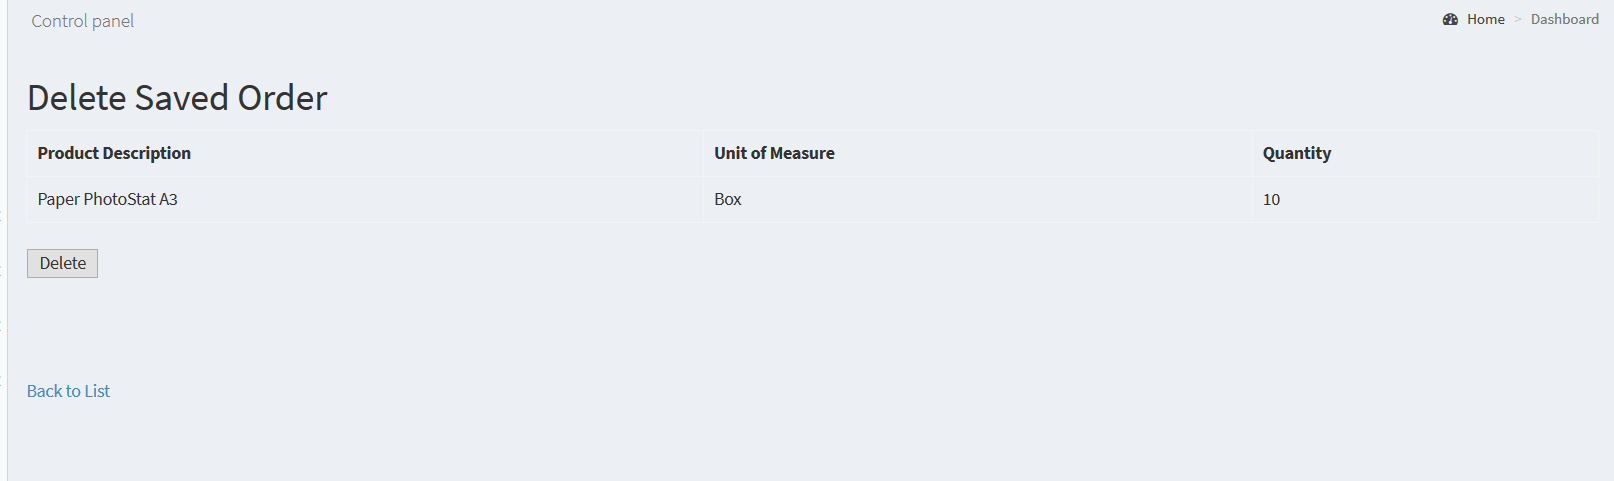 Control panel
Home > Dashboard
Delete Saved Order
Product Description Unit of Measure Quantity
Paper PhotoStat A3 Box 10
Delete
Back to List